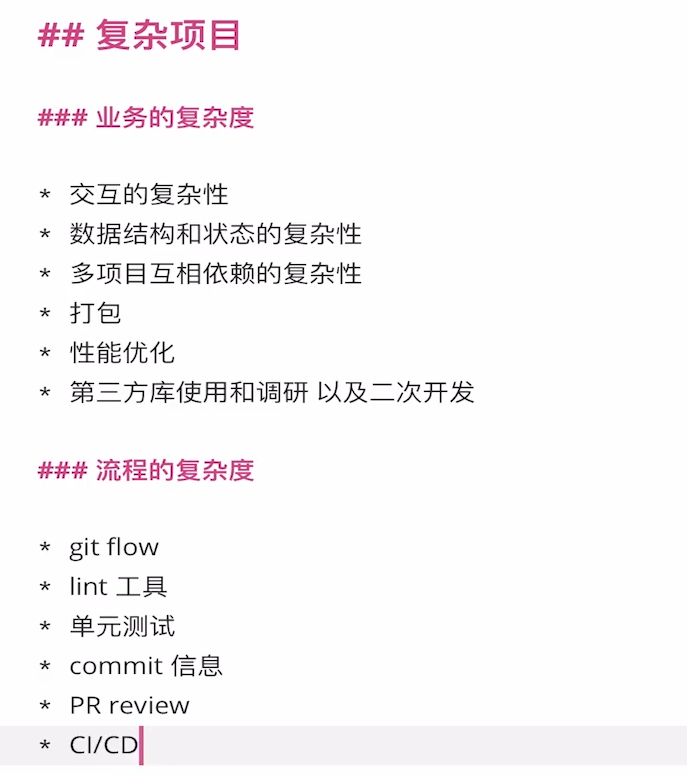 ## 复杂项目
### 业务的复杂度
* 交互的复杂性
* 数据结构和状态的复杂性
* 多项目互相依赖的复杂性
* 打包
* 性能优化
* 第三方库使用和调研 以及二次开发
### 流程的复杂度
* git flow
* lint 工具
* 单元测试
* commit 信息
* PR review
* CI/CD